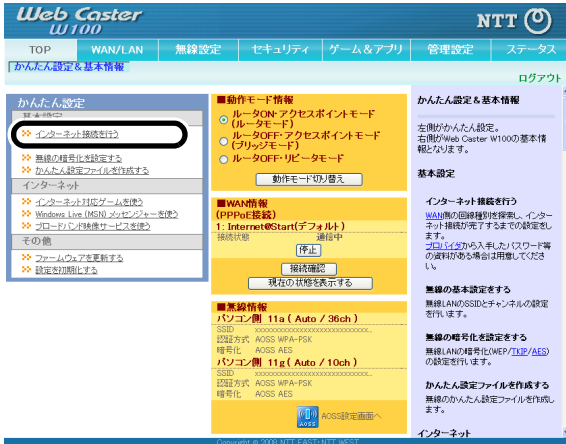 Web Caster
W100
NTT
TOP
WAN/LAN
無線設定
セキュリティ
ゲーム＆アプリ
管理設定
ステータス
かんたん設定＆基本情報
ログアウト
かんたん設定
基本設定
インターネット接続を行う
無線の暗号化を設定する
かんたん設定ファイルを作成する
インターネット
インターネット対応ゲームを使う
Windows Live (MSN) メッセンジャーを使う
ブロードバンド映像サービスを使う
その他
ファームウェアを更新する
設定を初期化する
■動作モード情報
ルータON・アクセスポイントモード
(ルータモード)
ルータOFF・アクセスポイントモード
(ブリッジモード)
ルータOFF・リピータモード
動作モード切り替え
■WAN情報
(PPPoE接続)
1: Internet@Start(デフォルト)
接続状態 通信中
停止
接続確認
現在の状態を表示する
■無線情報
パソコン側 11a ( Auto / 36ch )
SSID xxxxxxxxxxxxxxxxxxxxxxxx..
認証方式 AOSS WPA-PSK
暗号化 AOSS AES
パソコン側 11g ( Auto / 10ch )
SSID xxxxxxxxxxxxxxxxxxxxxxxx..
認証方式 AOSS WPA-PSK
暗号化 AOSS AES
AOSS
AOSS設定画面へ
かんたん設定＆基本情報
左側がかんたん設定。
右側がWeb Caster W100の基本情
報となります。
基本設定
インターネット接続を行う
WAN側の回線種別を探索し、インター
ネット接続が完了するまでの設定をし
ます。
プロバイダから入手したパスワード等
の資料がある場合は用意してくださ
い。
無線の基本設定をする
無線LANのSSIDとチャンネルの設定
を行います。
無線の暗号化を設定をする
無線LANの暗号化(WEP/TKIP/AES)
の設定を行います。
かんたん設定ファイルを作成する
無線のかんたん設定ファイルを作成し
ます。
インターネット
Copyright © 2008 NTT EAST・NTT WEST